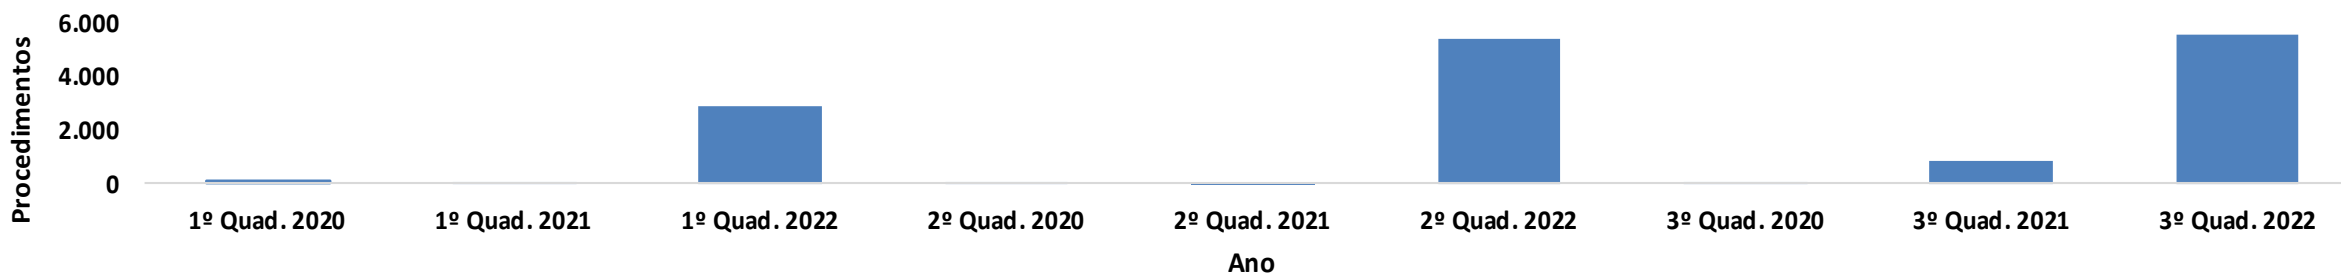 Procedimentos
6.000
4.000
2.000
0
1º Quad. 2020
1º Quad. 2021
1º Quad. 2022
2º Quad. 2020
2º Quad. 2021
2º Quad. 2022
3º Quad. 2020
3º Quad. 2021
3º Quad. 2022
Ano